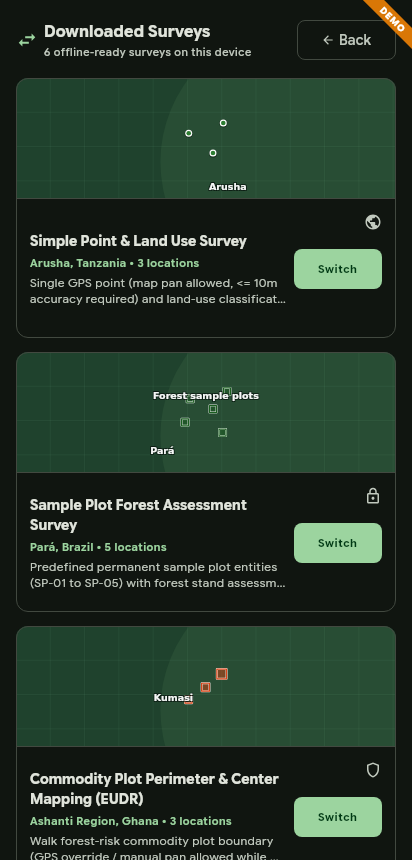 Downloaded Surveys
6 offline-ready surveys on this device
← Back
DEMO
Arusha
Simple Point & Land Use Survey
Arusha, Tanzania • 3 locations
Single GPS point (map pan allowed, <= 10m
accuracy required) and land-use classificat...
Switch
Forest sample plots
Pará
Sample Plot Forest Assessment
Survey
Pará, Brazil • 5 locations
Predefined permanent sample plot entities
(SP-01 to SP-05) with forest stand assessm...
Switch
Kumasi
Commodity Plot Perimeter & Center
Mapping (EUDR)
Ashanti Region, Ghana • 3 locations
Walk forest-risk commodity plot boundary
(GPS override / manual pan allowed while ...
Switch